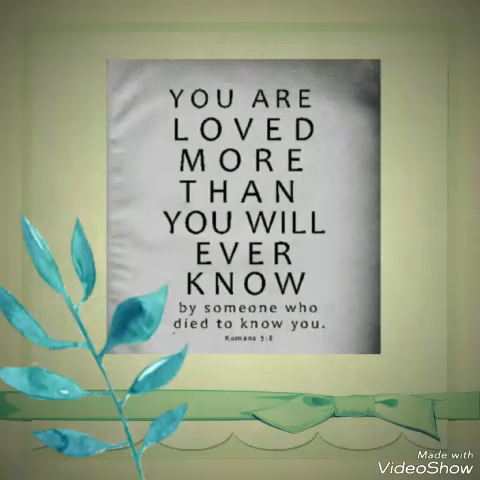 YOU ARE
LOVED
MORE
THAN
YOU WILL
EVER
KNOW
by someone who
died to know you.
Romans 5:8
Made with
VideoShow